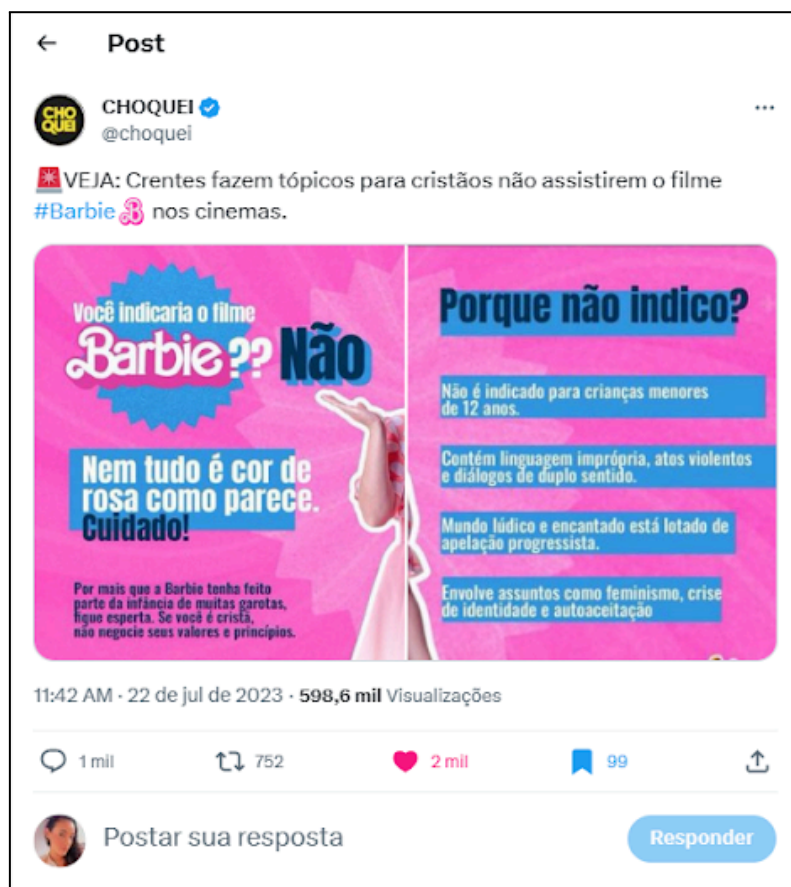 Post
CHO
QUEI
CHOQUEI
@choquei
VEJA: Crentes fazem tópicos para cristãos não assistirem o filme
#Barbie B nos cinemas.
Você indicaria o filme
Barbie?? Não
Nem tudo é cor de
rosa como parece.
Cuidado!
Por mais que a Barbie tenha feito
parte da infância de muitas garotas,
fique esperta. Se você é cristã,
não negocie seus valores e princípios.
Porque não indico?
Não é indicado para crianças menores
de 12 anos.
Contém linguagem imprópria, atos violentos
e diálogos de duplo sentido.
Mundo lúdico e encantado está lotado de
apelação progressista.
Envolve assuntos como feminismo, crise
de identidade e autoaceitação
11:42 AM · 22 de jul de 2023 · 598,6 mil Visualizações
1 mil 752 2 mil 99
Postar sua resposta Responder